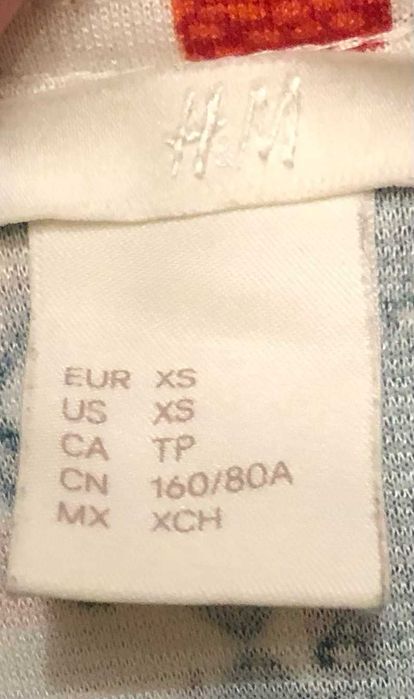 H&M
EUR XS
US XS
CA TP
CN 160/80A
MX XCH